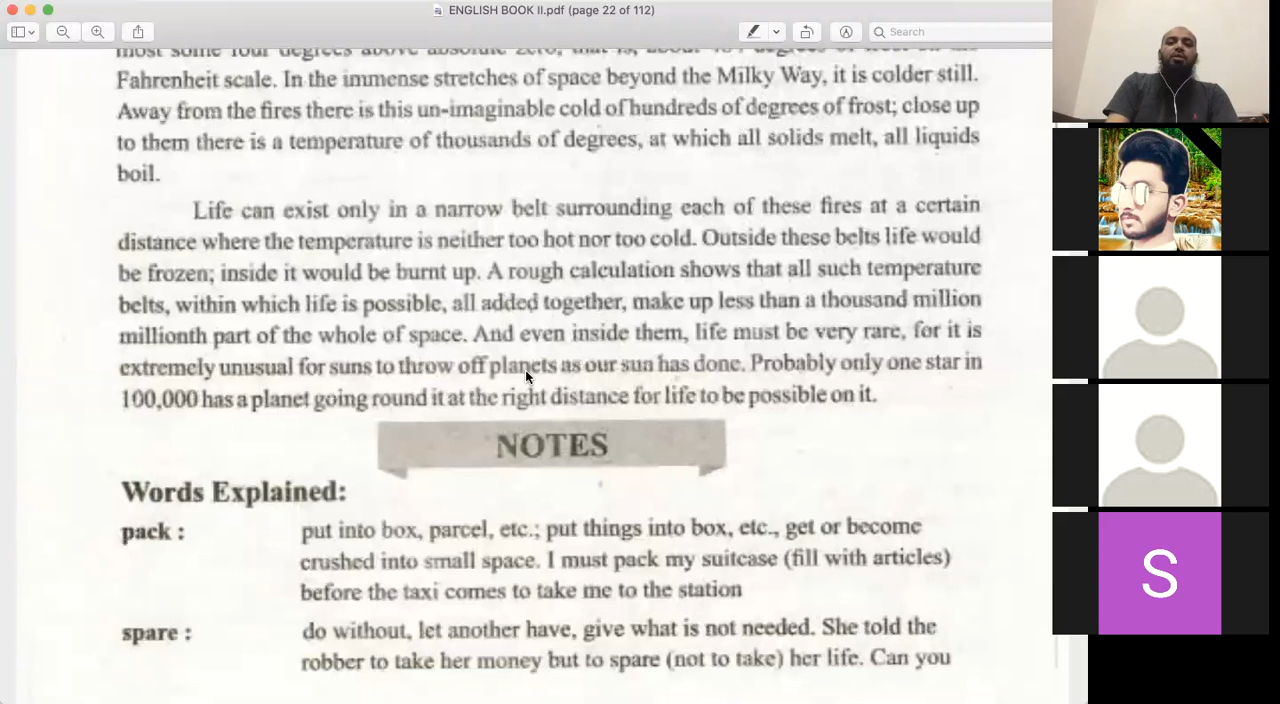 ENGLISH BOOK II.pdf (page 22 of 112)
Search
most some four degrees above absolute zero, that is, about
Fahrenheit scale. In the immense stretches of space beyond the Milky Way, it is colder still.
Away from the fires there is this un-imaginable cold of hundreds of degrees of frost; close up
to them there is a temperature of thousands of degrees, at which all solids melt, all liquids
boil.
Life can exist only in a narrow belt surrounding each of these fires at a certain
distance where the temperature is neither too hot nor too cold. Outside these belts life would
be frozen; inside it would be burnt up. A rough calculation shows that all such temperature
belts, within which life is possible, all added together, make up less than a thousand million
millionth part of the whole of space. And even inside them, life must be very rare, for it is
extremely unusual for suns to throw off planets as our sun has done. Probably only one star in
100,000 has a planet going round it at the right distance for life to be possible on it.
NOTES
Words Explained:
pack : put into box, parcel, etc.; put things into box, etc., get or become
crushed into small space. I must pack my suitcase (fill with articles)
before the taxi comes to take me to the station
spare : do without, let another have, give what is not needed. She told the
robber to take her money but to spare (not to take) her life. Can you
S